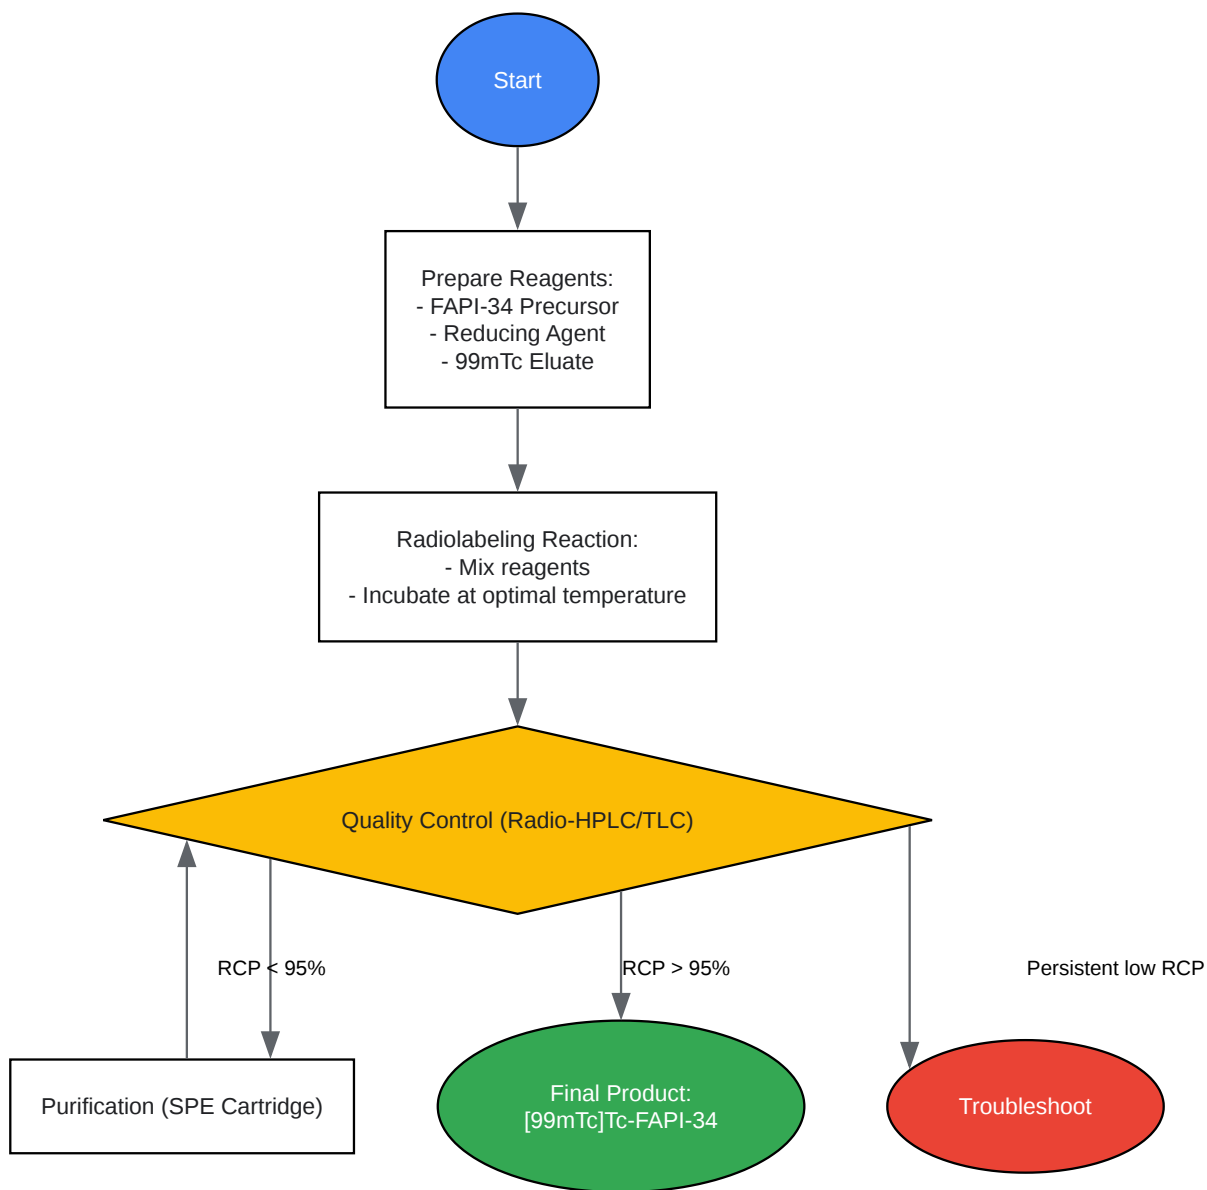 Start
Prepare Reagents:
- FAPI-34 Precursor
- Reducing Agent
- 99mTc Eluate
Radiolabeling Reaction:
- Mix reagents
- Incubate at optimal temperature
Quality Control (Radio-HPLC/TLC)
RCP < 95%
RCP > 95%
Persistent low RCP
Purification (SPE Cartridge)
Final Product:
[99mTc]Tc-FAPI-34
Troubleshoot